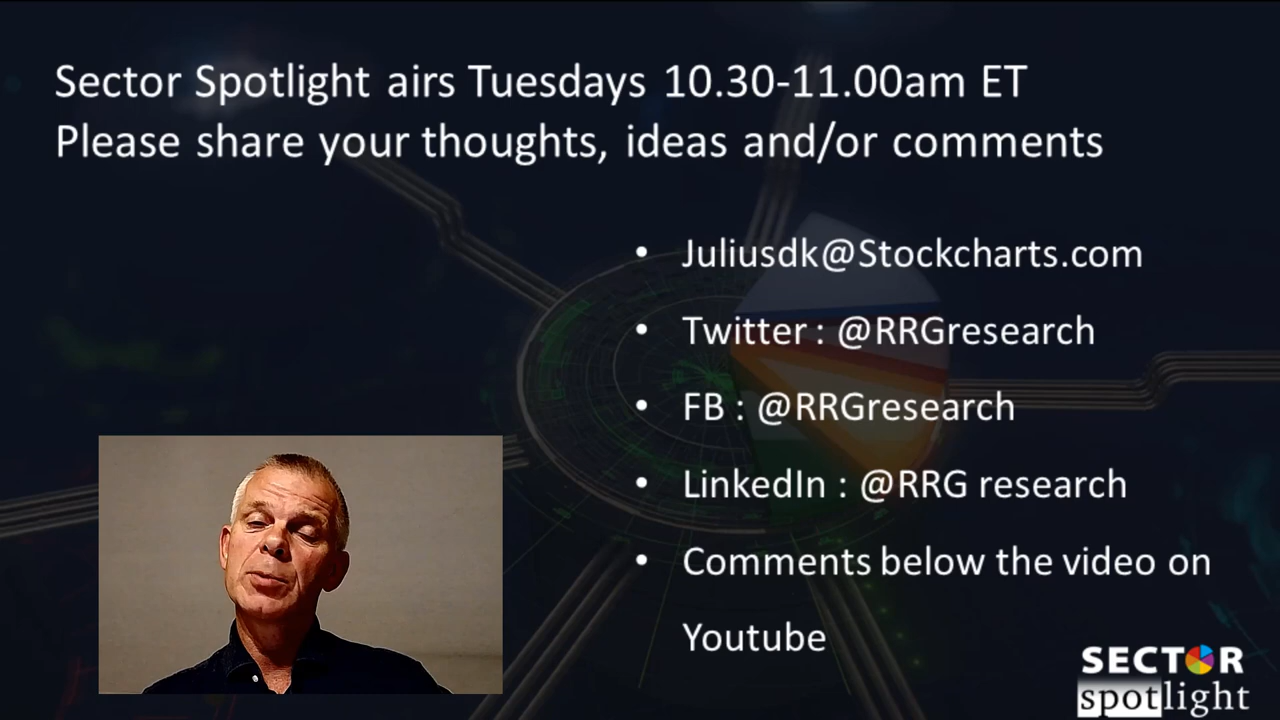 Sector Spotlight airs Tuesdays 10.30-11.00am ET
Please share your thoughts, ideas and/or comments
• Juliusdk@Stockcharts.com
• Twitter : @RRGresearch
• FB : @RRGresearch
• LinkedIn : @RRG research
• Comments below the video on
Youtube
SECTOR
spotlight